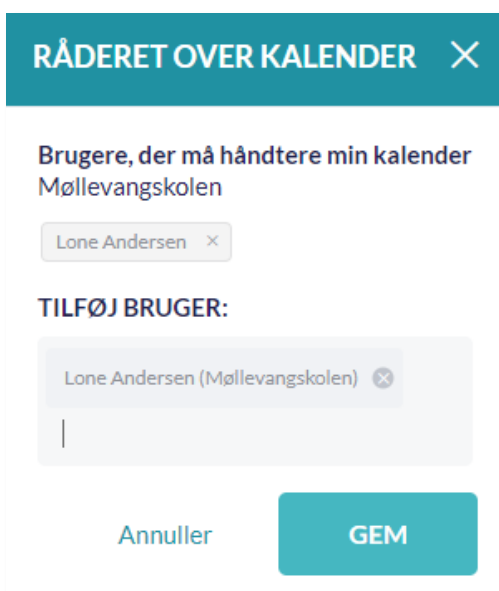 RÅDERET OVER KALENDER
Brugere, der må håndtere min kalender
Møllevangskolen
Lone Andersen
TILFØJ BRUGER:
Lone Andersen (Møllevangskolen)
Annuller
GEM